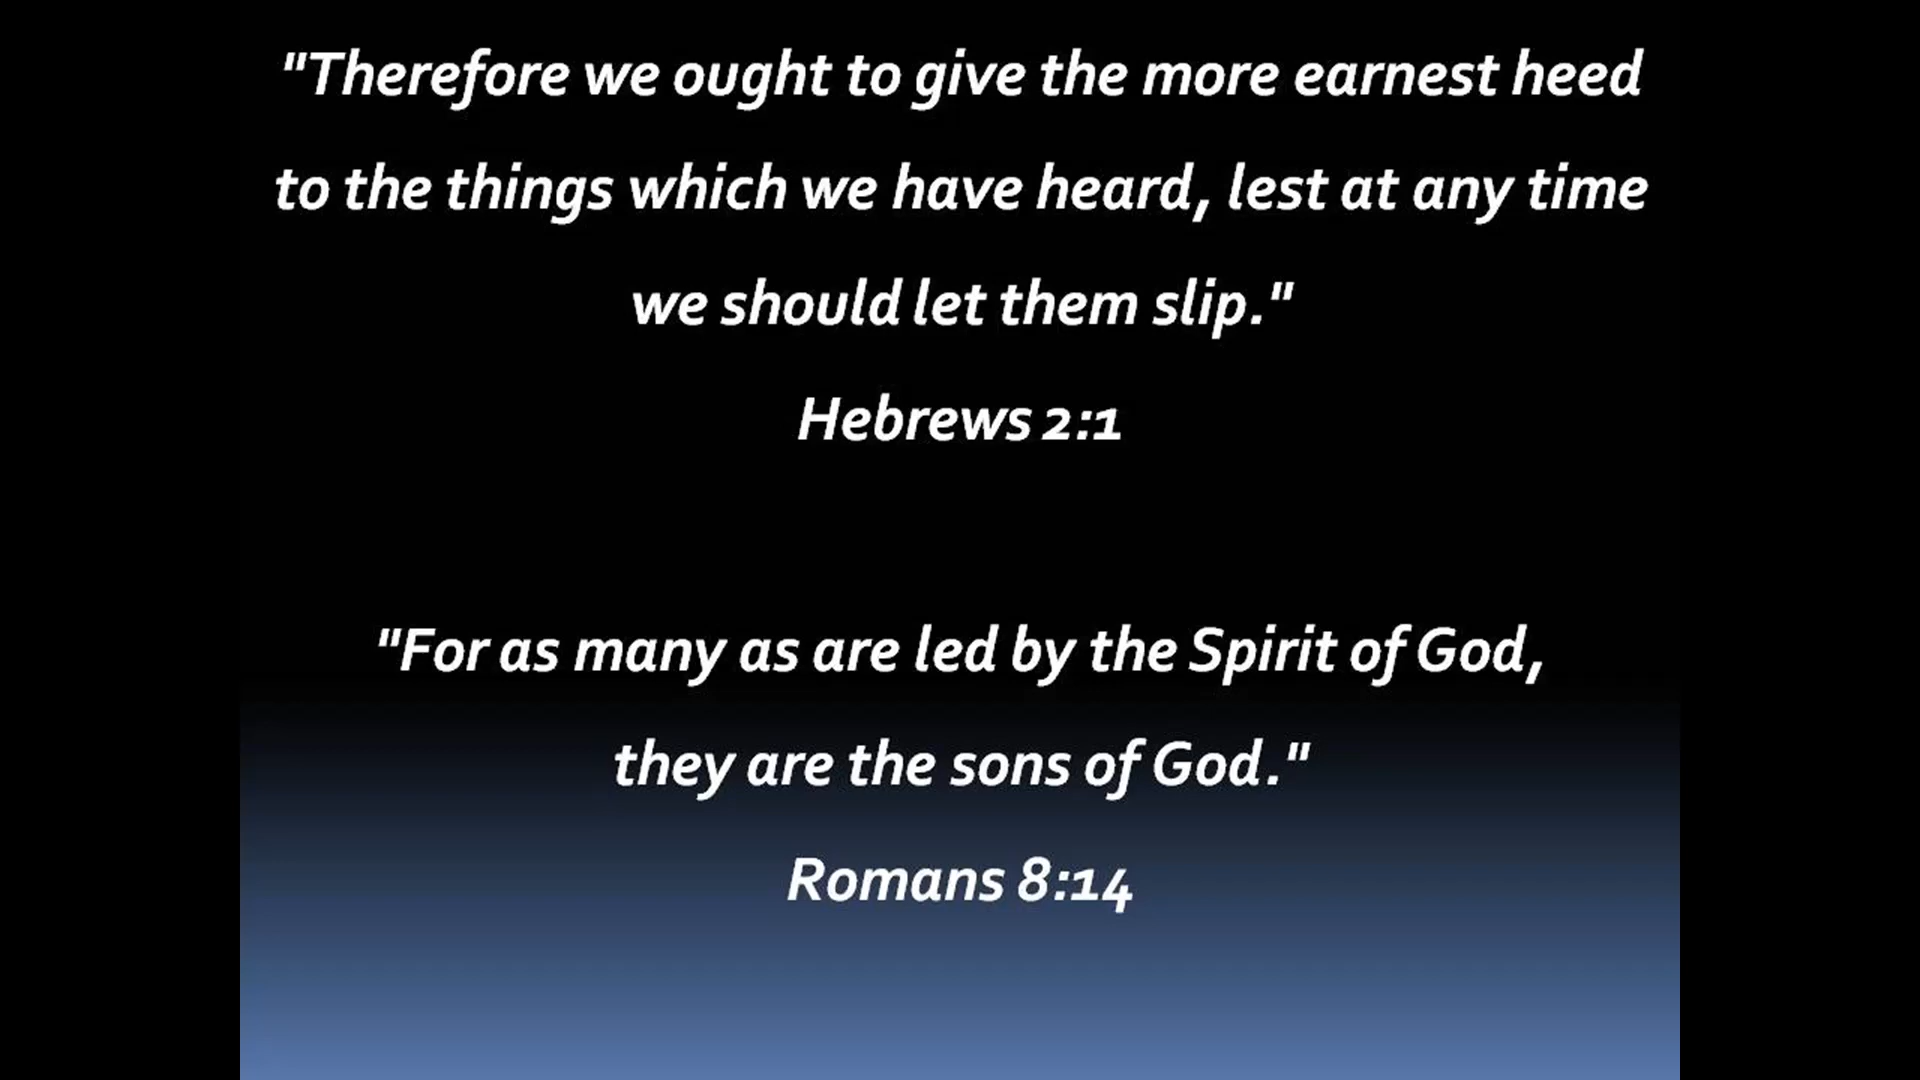 "Therefore we ought to give the more earnest heed
to the things which we have heard, lest at any time
we should let them slip."
Hebrews 2:1
"For as many as are led by the Spirit of God,
they are the sons of God."
Romans 8:14